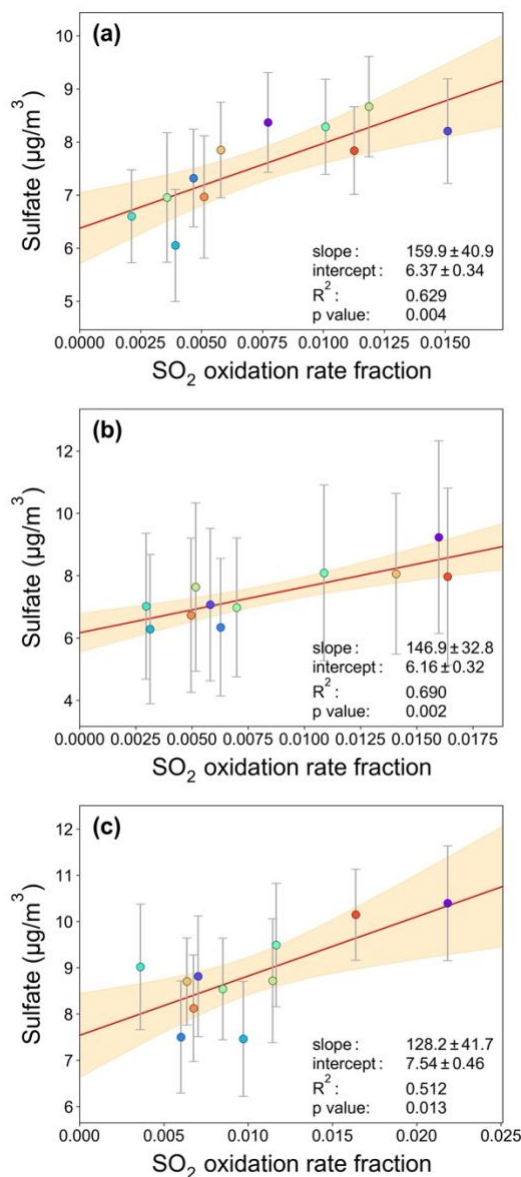 (a)
10
9
8
7
6
5
Sulfate (μg/m³)
slope : 159.9 ± 40.9
intercept : 6.37 ± 0.34
R² : 0.629
p value: 0.004
0.0000 0.0025 0.0050 0.0075 0.0100 0.0125 0.0150
SO₂ oxidation rate fraction
(b)
12
10
8
6
4
Sulfate (μg/m³)
slope : 146.9 ± 32.8
intercept : 6.16 ± 0.32
R² : 0.690
p value: 0.002
0.0000 0.0025 0.0050 0.0075 0.0100 0.0125 0.0150 0.0175
SO₂ oxidation rate fraction
(c)
12
11
10
9
8
7
6
Sulfate (μg/m³)
slope : 128.2 ± 41.7
intercept : 7.54 ± 0.46
R² : 0.512
p value: 0.013
0.000 0.005 0.010 0.015 0.020 0.025
SO₂ oxidation rate fraction